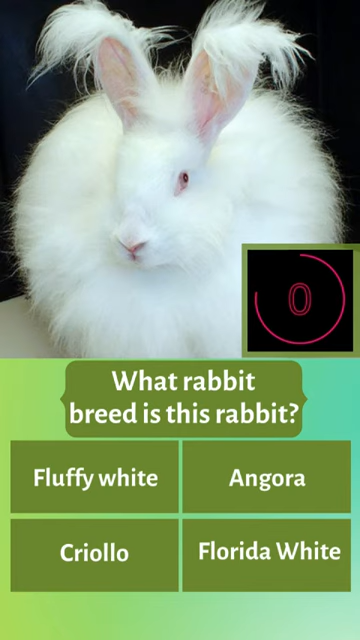 0
What rabbit
breed is this rabbit?
Fluffy white
Angora
Criollo
Florida White